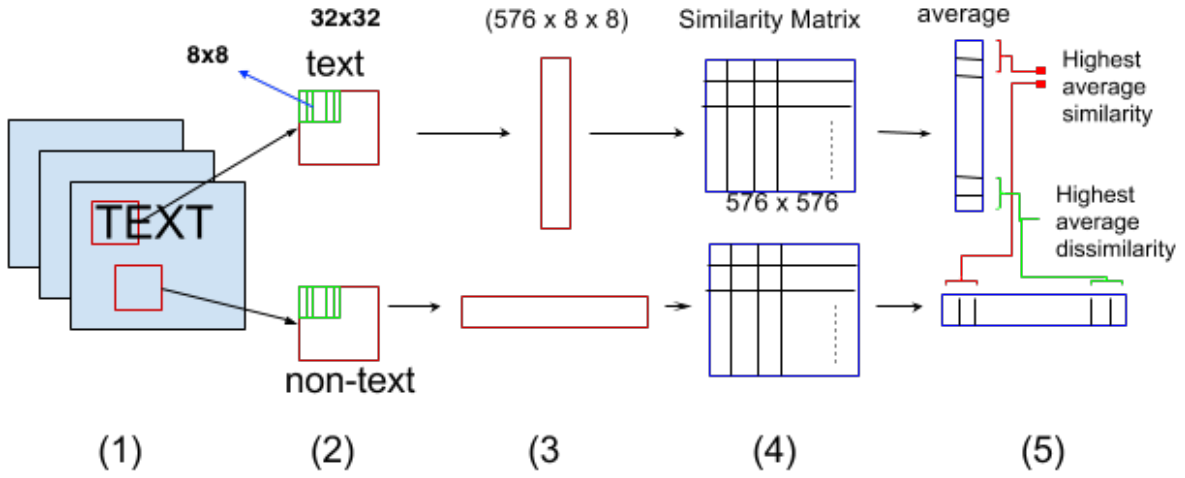 32x32
(576 x 8 x 8)
Similarity Matrix
average
8x8
text
Highest
average
similarity
TEXT
576 x 576
Highest
average
dissimilarity
non-text
(1)
(2)
(3
(4)
(5)